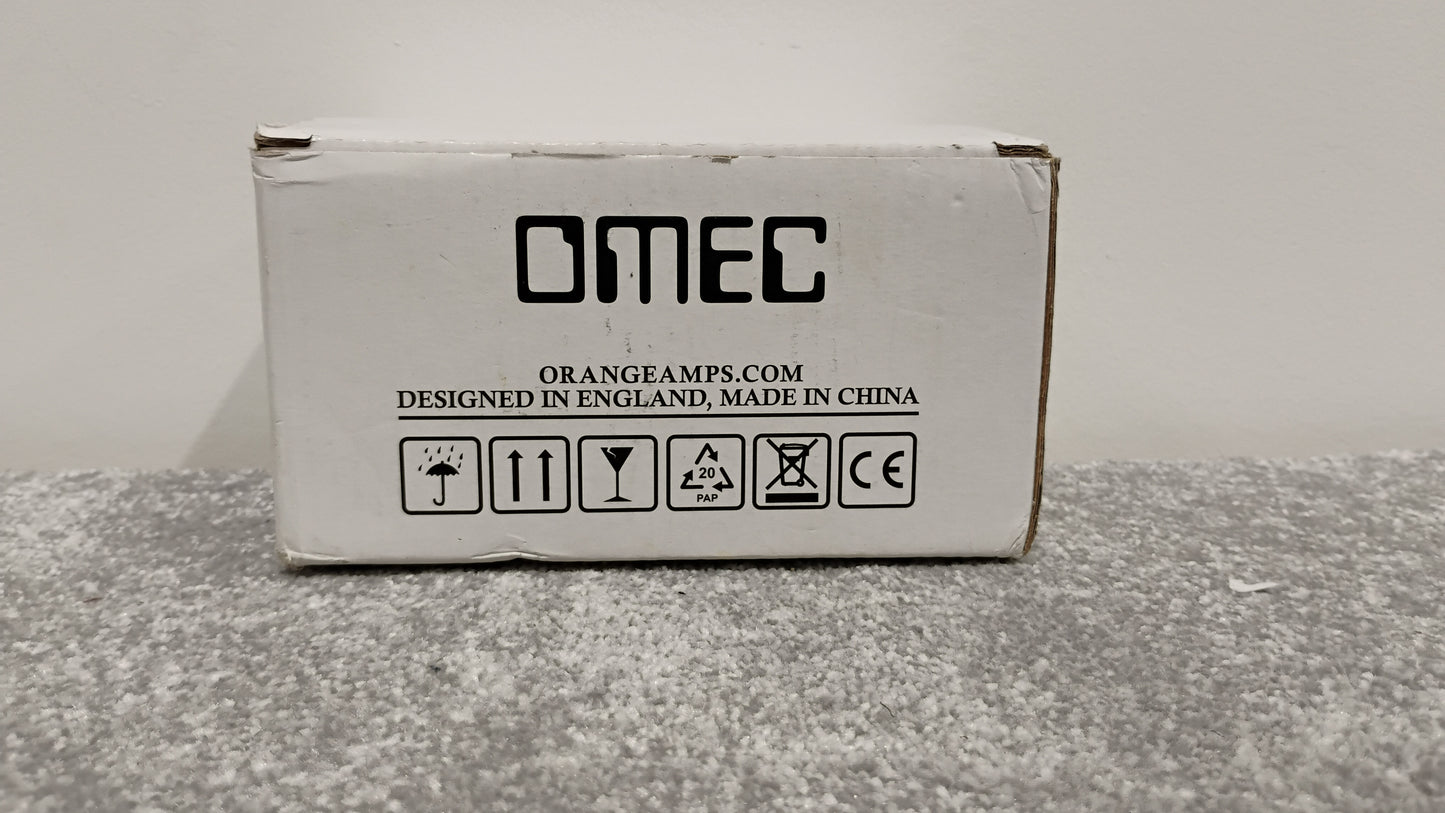 OMEC
ORANGEAMPS.COM
DESIGNED IN ENGLAND, MADE IN CHINA
20
PAP
CE